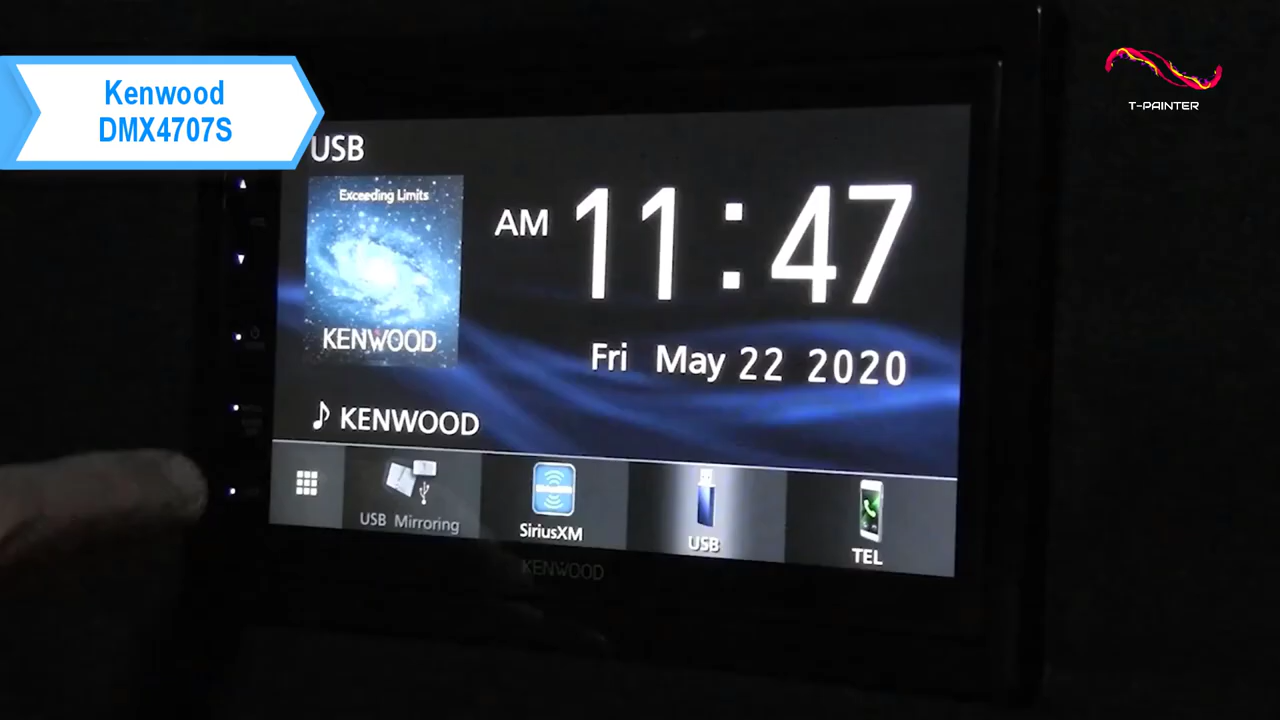 Kenwood
DMX4707S
T-PAINTER
USB
Exceeding Limits
KENWOOD
AM 11:47
Fri May 22 2020
KENWOOD
USB Mirroring
SiriusXM
USB
TEL
KENWOOD